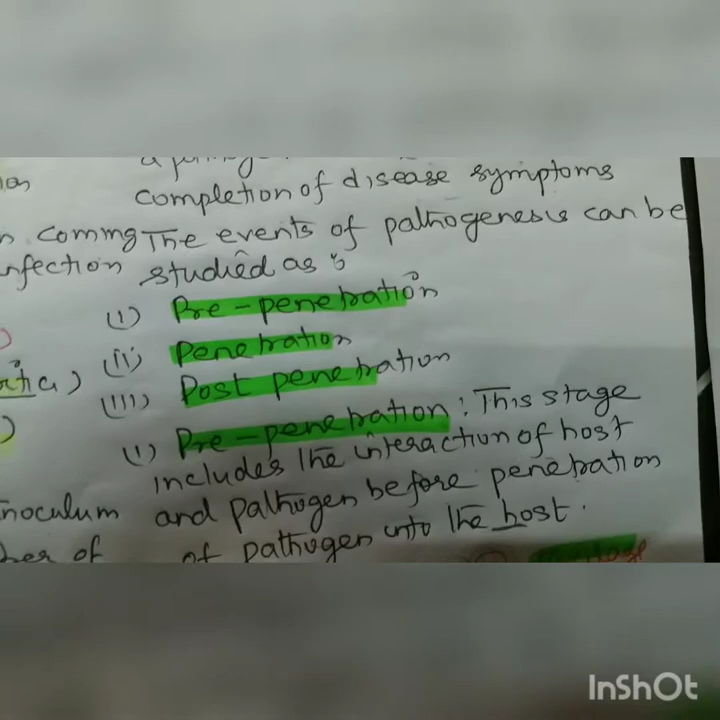 completion of disease symptoms
n coming The events of pathogenesis can be
nfection studied as :
(i) Pre-penetration
(ii) Penetration
(iii) Post penetration
(i) Pre-penetration : This stage
includes the interaction of host
noculum and pathogen before penetration
of pathogen into the host.
InShOt